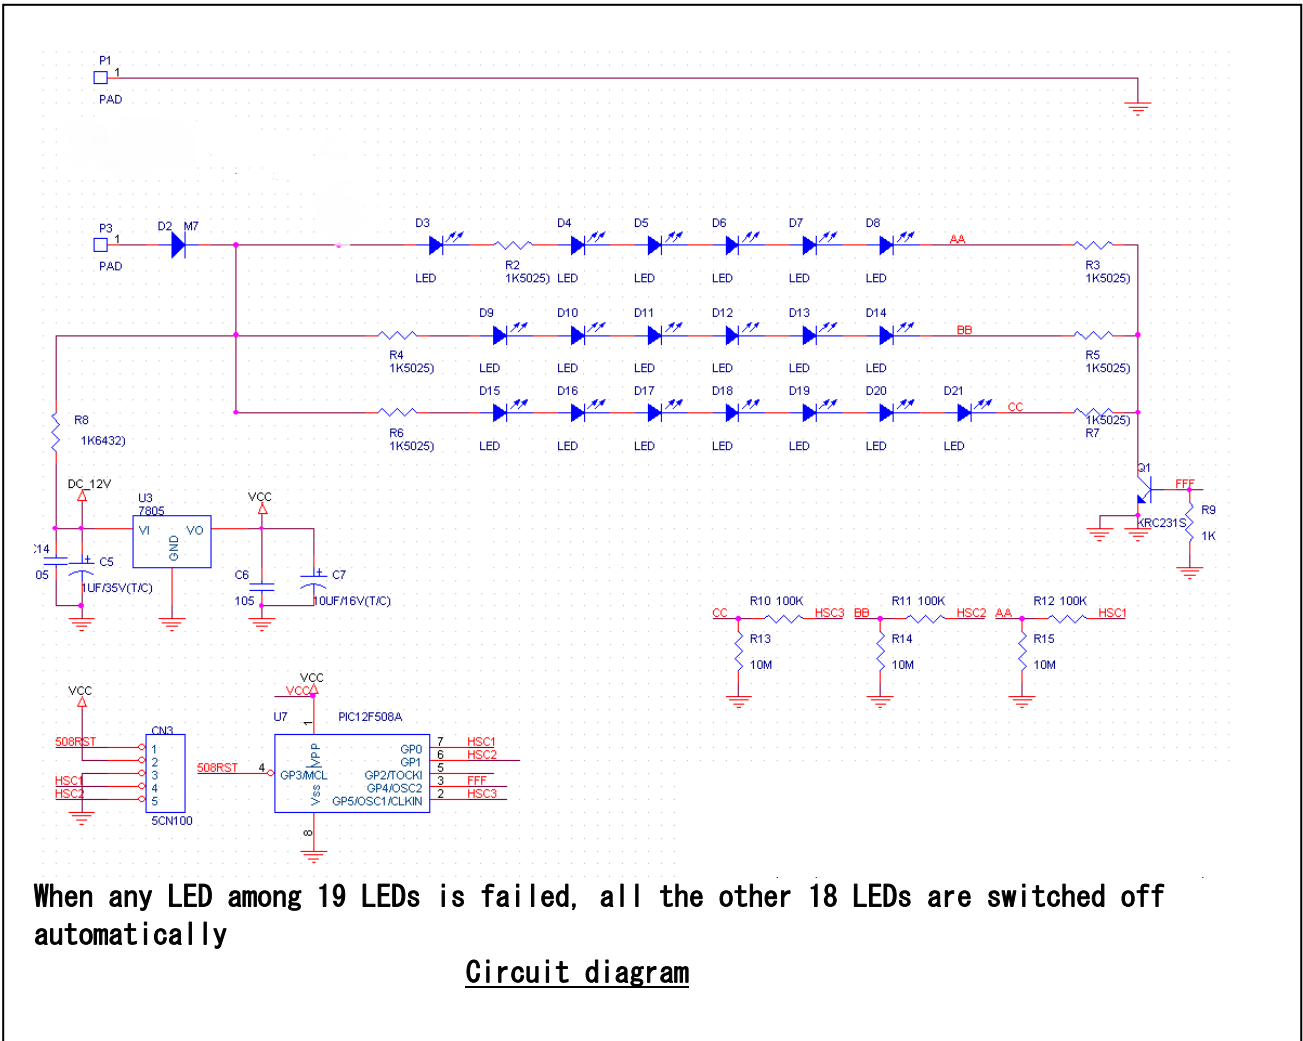 P1
1
PAD
P3
1
D2 M7
PAD
D3 D4 D5 D6 D7 D8
AA
R2
1K5025)
R3
1K5025)
LED LED LED LED LED LED
D9 D10 D11 D12 D13 D14
BB
R4
1K5025)
R5
1K5025)
LED LED LED LED LED LED
D15 D16 D17 D18 D19 D20 D21
CC
R6
1K5025)
1K5025)
R7
LED LED LED LED LED LED LED
R8
1K6432)
Q1
FFF
KRC231S
R9
1K
DC_12V
U3
7805
VCC
VI VO
GND
C14
05
C5
1UF/35V(T/C)
C6
105
C7
10UF/16V(T/C)
CC R10 100K HSC3 BB R11 100K HSC2 AA R12 100K HSC1
R13 R14 R15
10M 10M 10M
VCC
VCC
VCC
U7 PIC12F508A
CN3
508RST
1
2
3
HSC1 4
HSC2 5
5CN100
508RST 4 GP3/MCL
1
VPP
Vss
8
GP0 7 HSC1
GP1 6 HSC2
GP2/TOCKI 5
GP4/OSC2 3 FFF
GP5/OSC1/CLKIN 2 HSC3
When any LED among 19 LEDs is failed, all the other 18 LEDs are switched off
automatically
Circuit diagram